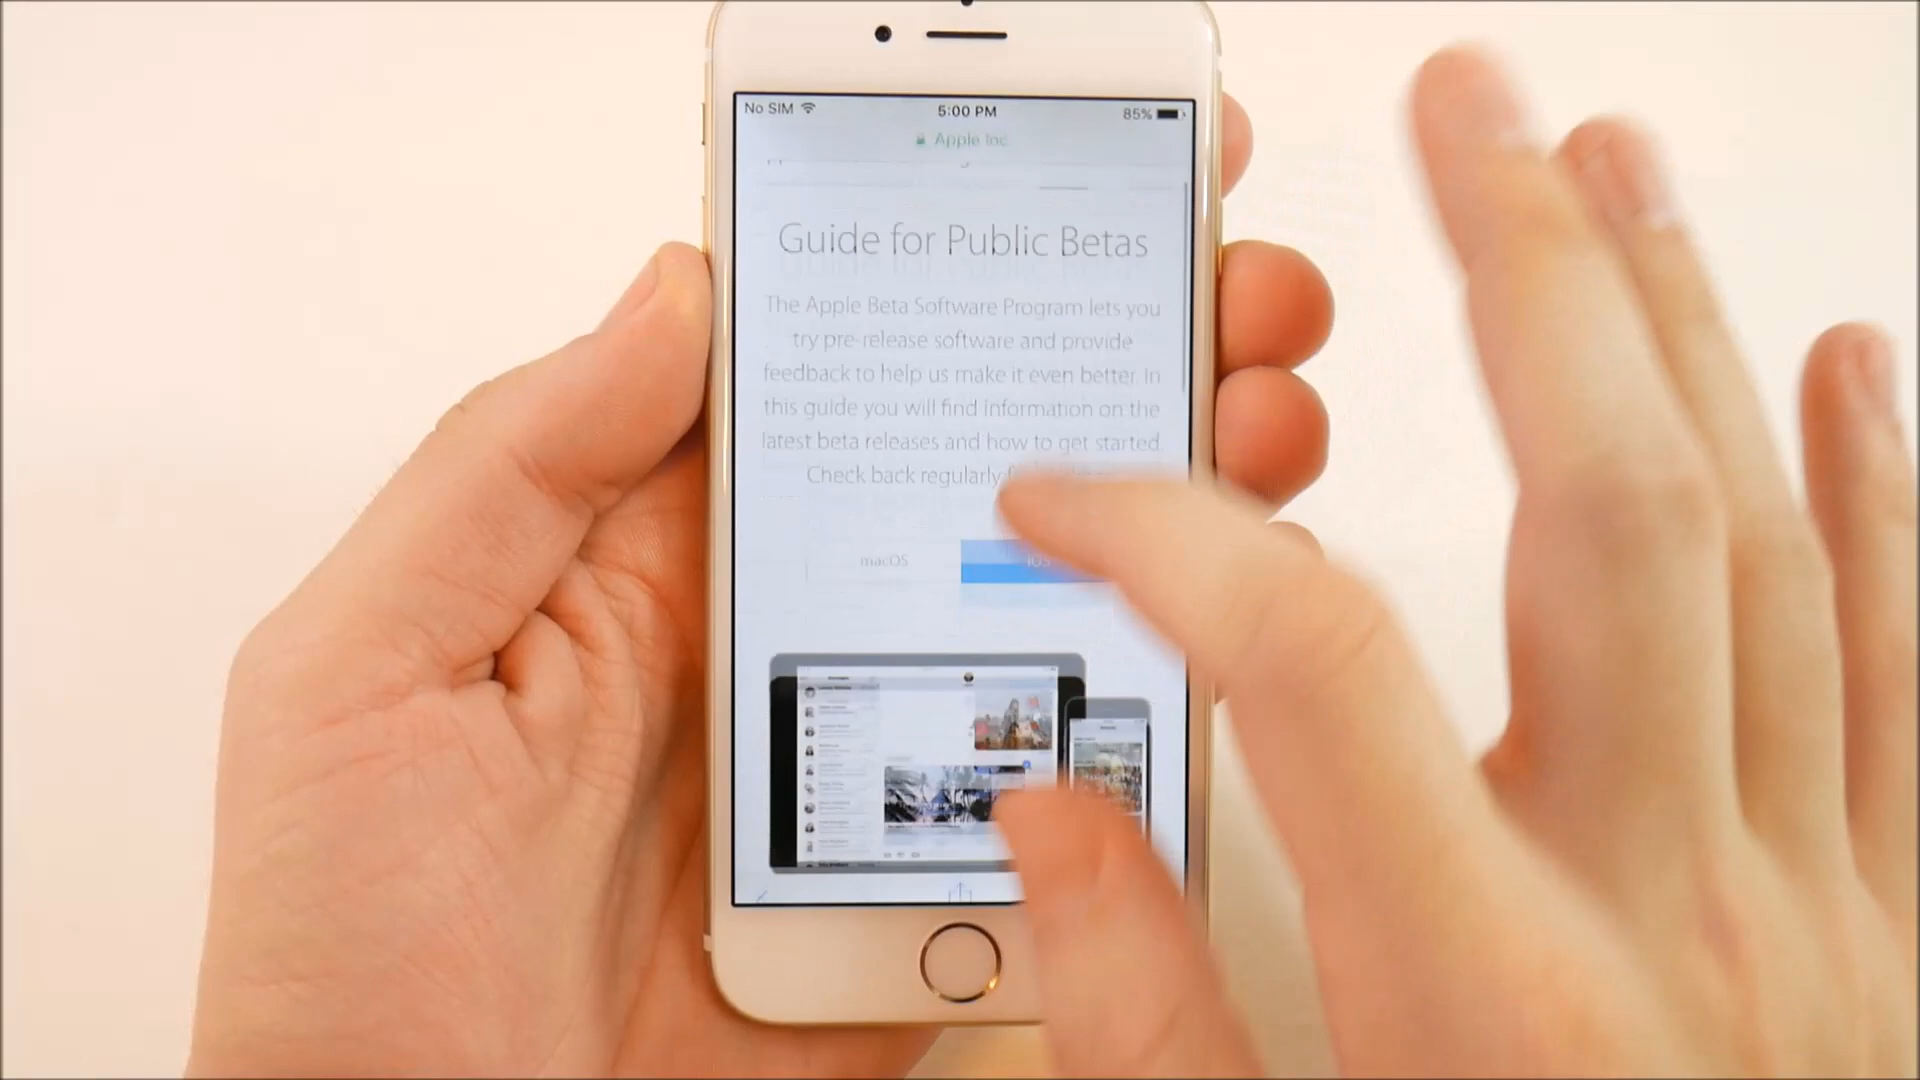 No SIM 5:00 PM 85%
Apple Inc.
Guide for Public Betas
The Apple Beta Software Program lets you
try pre-release software and provide
feedback to help us make it even better. In
this guide you will find information on the
latest beta releases and how to get started.
Check back regularly
macOS iOS